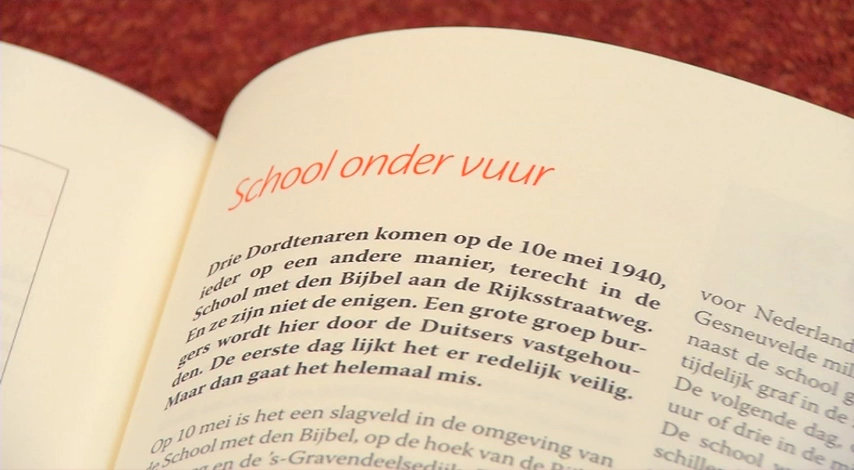 School onder vuur
Drie Dordtenaren komen op de 10e mei 1940,
ieder op een andere manier, terecht in de
School met den Bijbel aan de Rijksstraatweg.
En ze zijn niet de enigen. Een grote groep bur-
gers wordt hier door de Duitsers vastgehou-
den. De eerste dag lijkt het er redelijk veilig.
Maar dan gaat het helemaal mis.
Op 10 mei is het een slagveld in de omgeving van
de School met den Bijbel, op de hoek van de
en de 's-Gravendeelsedijk
voor Nederland
Gesneuvelde
naast de school
tijdelijk graf in de
De volgende dag,
uur of drie in de
De school